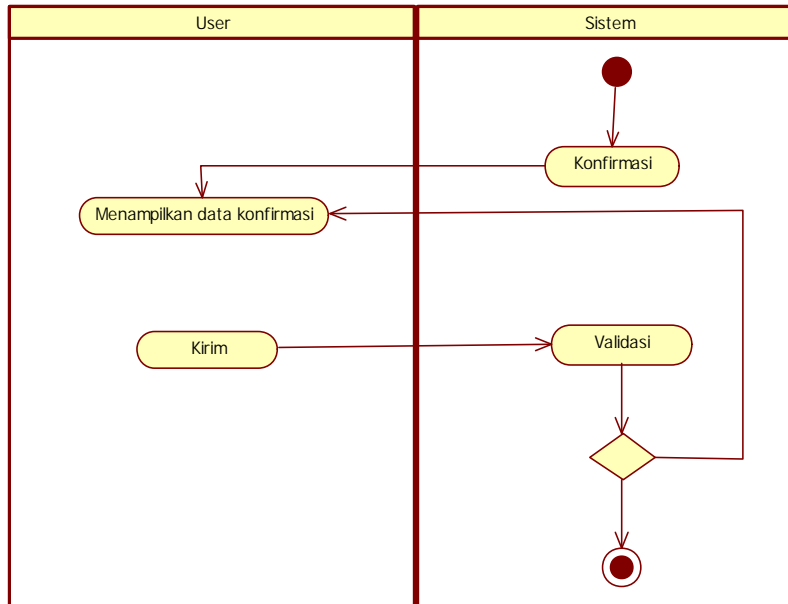 User
Sistem
Konfirmasi
Menampilkan data konfirmasi
Kirim
Validasi